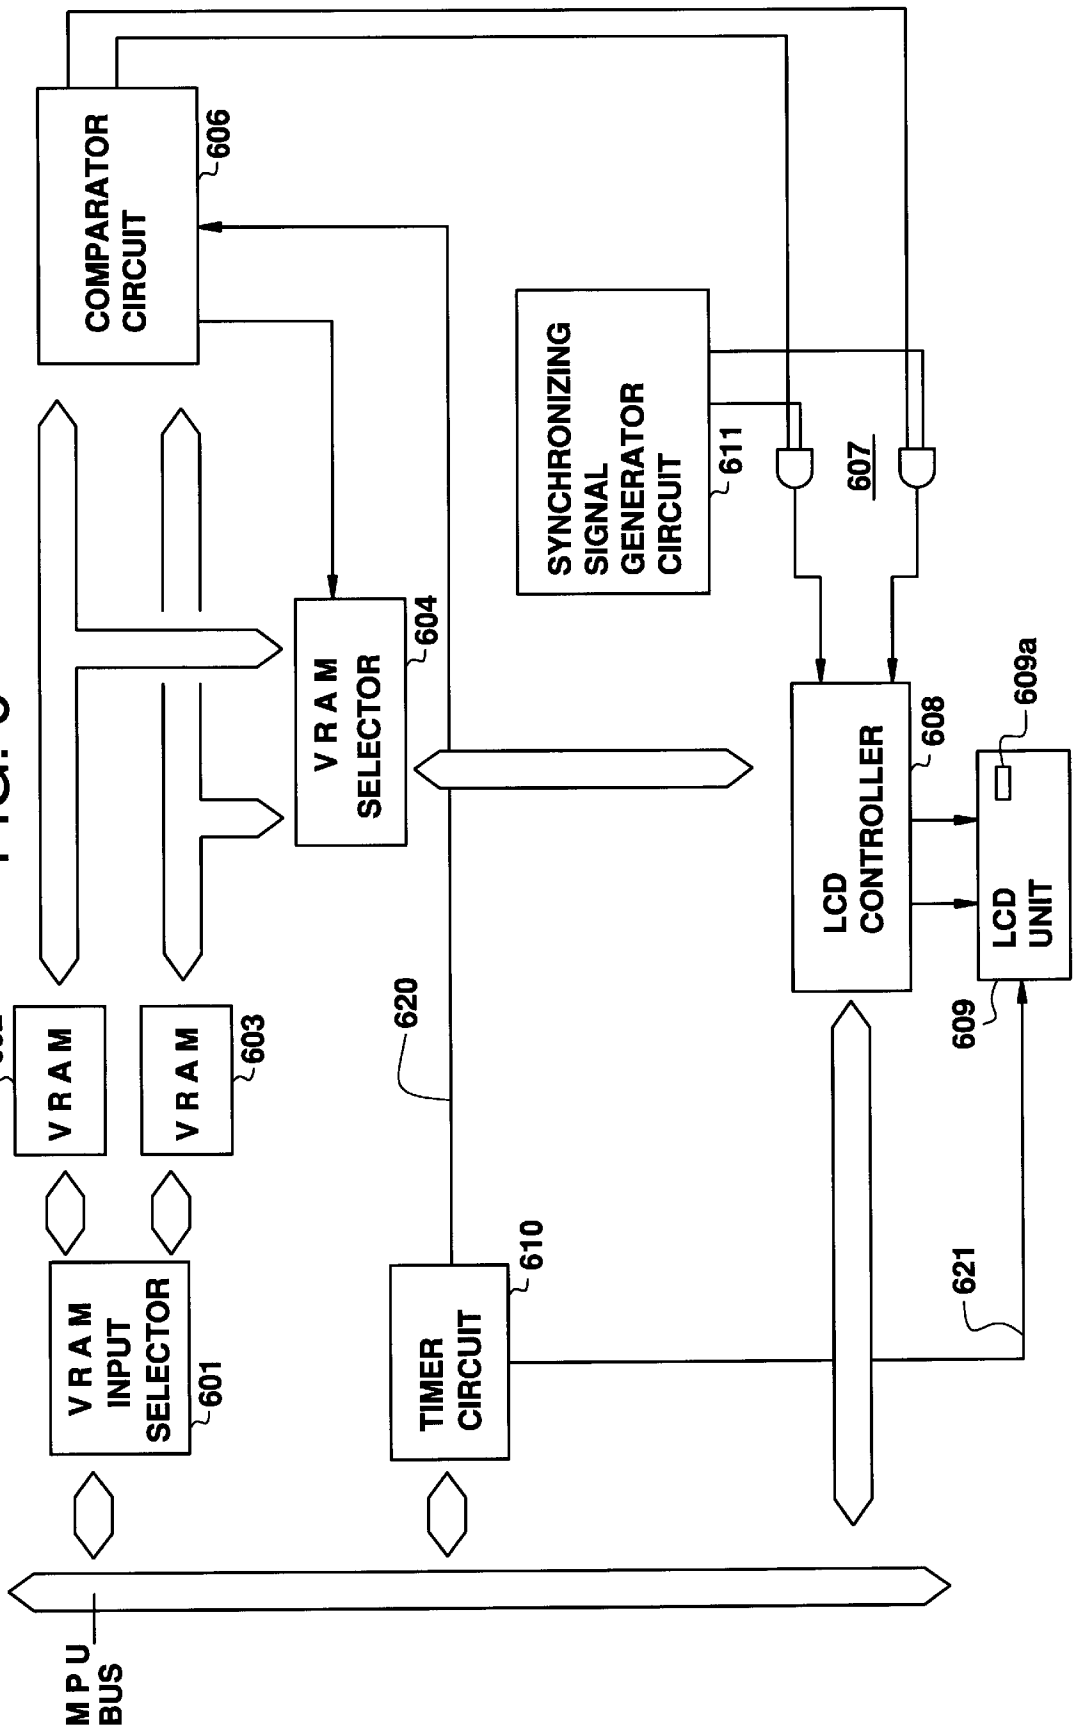 FIG.
MPU
BUS
VRAM
INPUT
SELECTOR
601
VRAM
VRAM
603
COMPARATOR
CIRCUIT
606
VRAM
SELECTOR
604
TIMER
CIRCUIT
610
620
SYNCHRONIZING
SIGNAL
GENERATOR
CIRCUIT
611
607
LCD
CONTROLLER
608
621
609
LCD
UNIT
609a